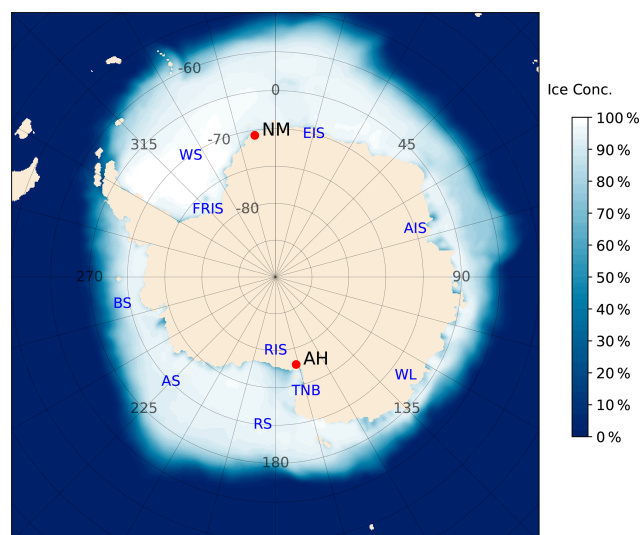 Ice Conc.
-60
0
NM
EIS
100 %
315
-70
45
90 %
WS
80 %
FRIS
-80
70 %
AIS
60 %
270
90
50 %
BS
40 %
RIS
AH
30 %
AS
TNB
WL
20 %
225
RS
135
10 %
180
0 %